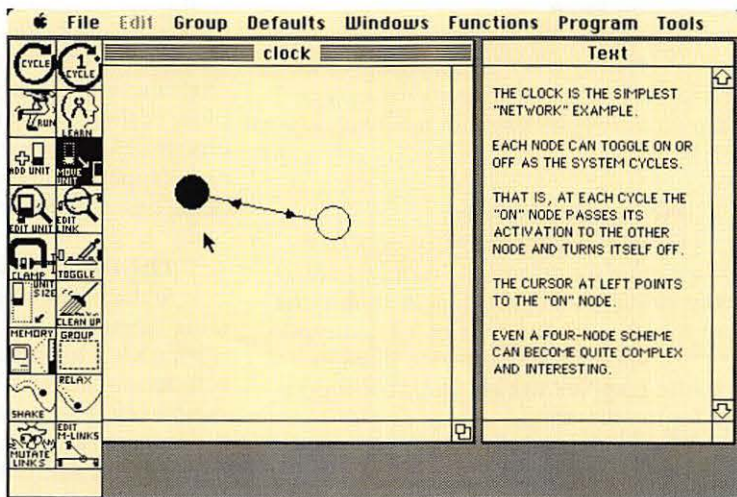 File Edit Group Defaults Windows Functions Program Tools
CYCLE
1 CYCLE
RUN
LEARN
ADD UNIT
MOVE UNIT
EDIT UNIT
EDIT LINK
CLAMP
TOGGLE
UNIT SIZE
CLEAN UP
MEMORY
GROUP
SHAKE
RELAX
MUTATE LINKS
EDIT M-LINKS
clock
Text
THE CLOCK IS THE SIMPLEST
"NETWORK" EXAMPLE.
EACH NODE CAN TOGGLE ON OR
OFF AS THE SYSTEM CYCLES.
THAT IS, AT EACH CYCLE THE
"ON" NODE PASSES ITS
ACTIVATION TO THE OTHER
NODE AND TURNS ITSELF OFF.
THE CURSOR AT LEFT POINTS
TO THE "ON" NODE.
EVEN A FOUR-NODE SCHEME
CAN BECOME QUITE COMPLEX
AND INTERESTING.